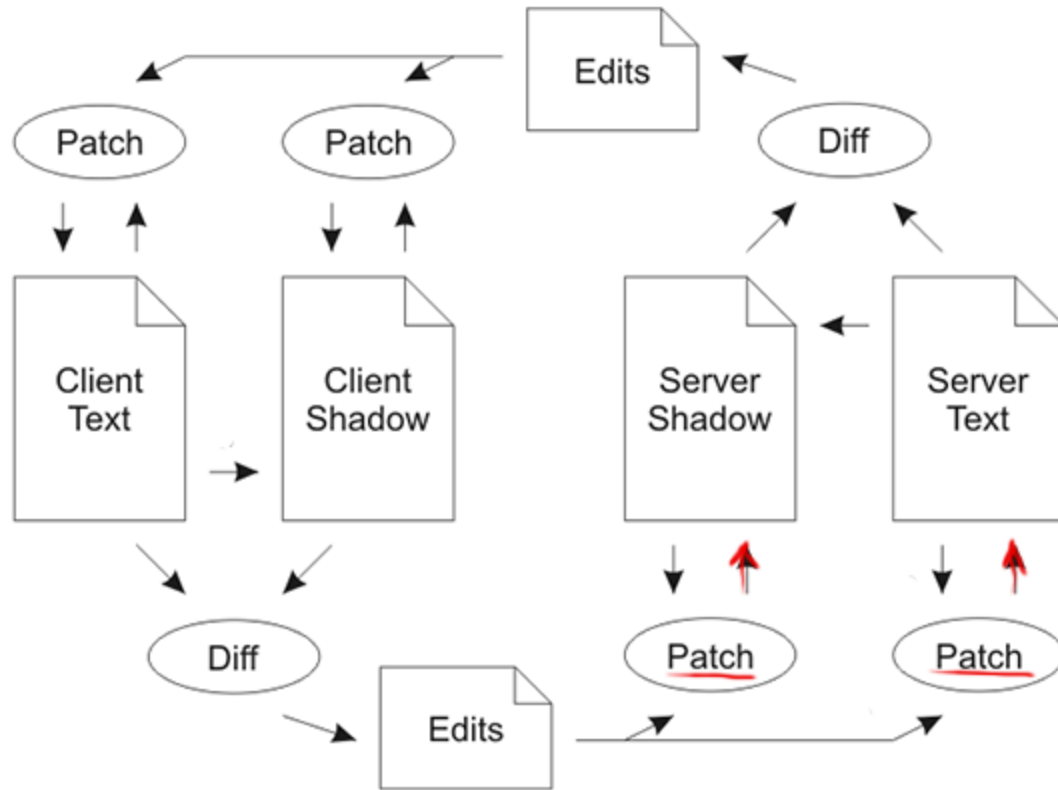 Edits
Patch
Patch
Diff
Client
Text
Client
Shadow
Server
Shadow
Server
Text
Diff
Patch
Patch
Edits